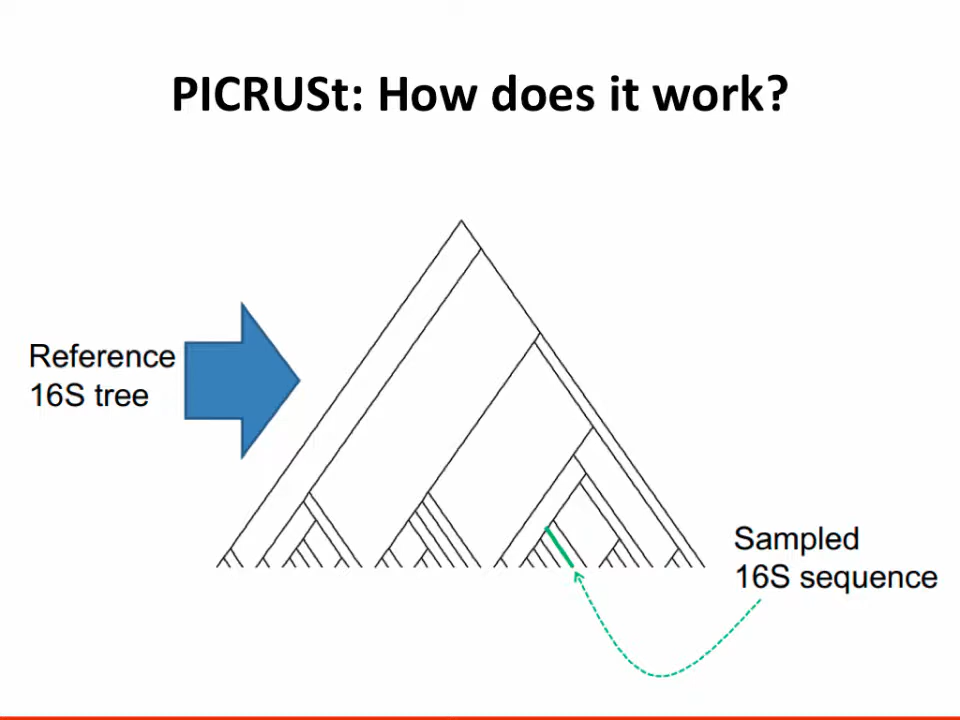 PICRUSt: How does it work?
Reference
16S tree
Sampled
16S sequence